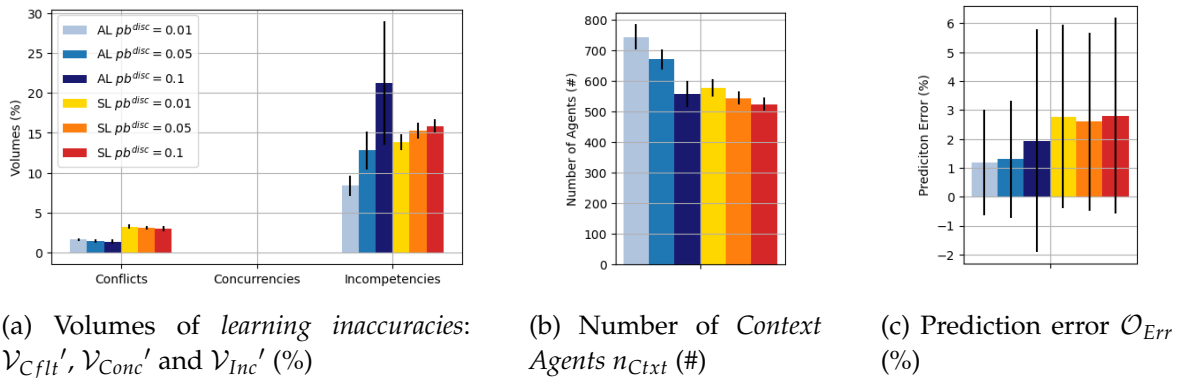 30
25
20
15
10
5
0
Volumes (%)
AL pb^disc = 0.01
AL pb^disc = 0.05
AL pb^disc = 0.1
SL pb^disc = 0.01
SL pb^disc = 0.05
SL pb^disc = 0.1
Conflicts
Concurrencies
Incompetencies
800
700
600
500
400
300
200
100
0
Number of Agents (#)
6
5
4
3
2
1
0
−1
−2
Prediciton Error (%)
(a) Volumes of learning inaccuracies:
𝒱_Cflt′, 𝒱_Conc′ and 𝒱_Inc′ (%)
(b) Number of Context
Agents n_Ctxt (#)
(c) Prediction error 𝒪_Err
(%)